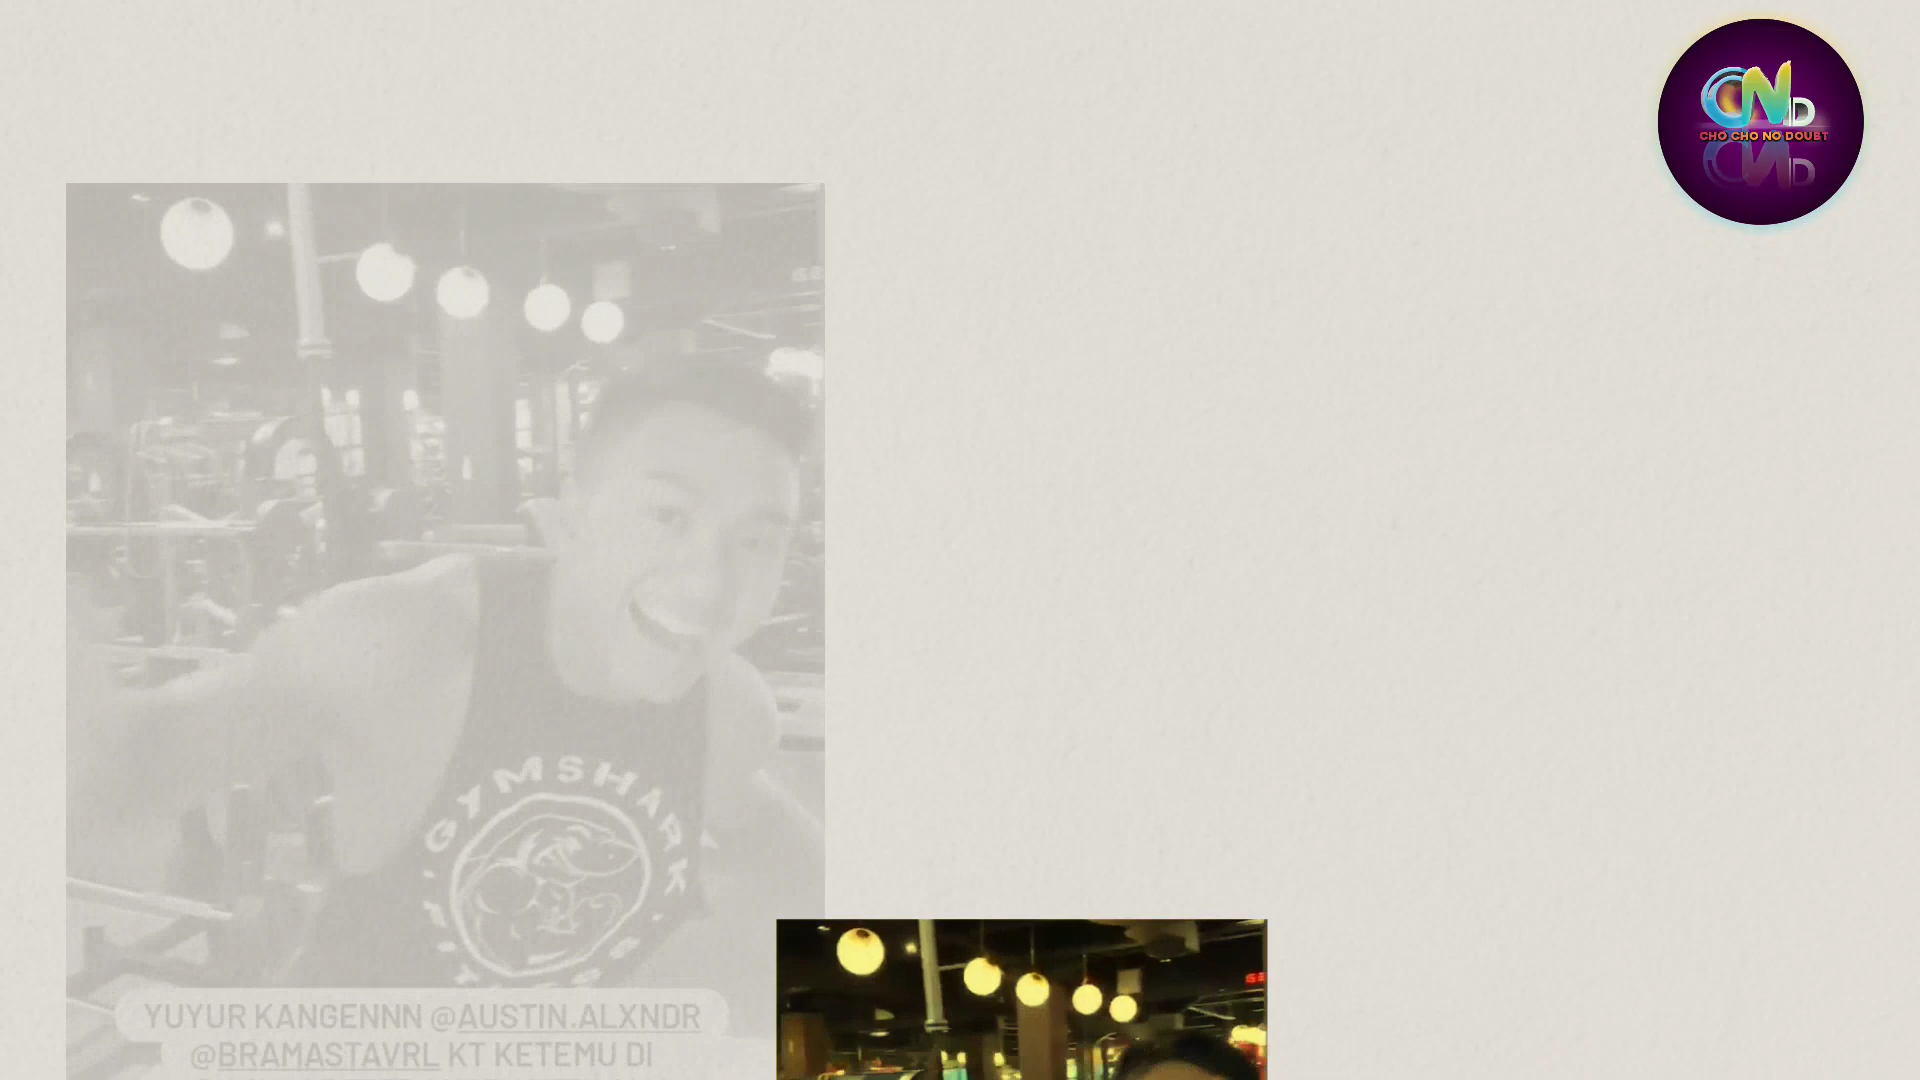 CND
CHO CHO NO DOUBT
GYMSHARK
YUYUR KANGENNN @AUSTIN.ALXNDR
@BRAMASTAVRL KT KETEMU DI